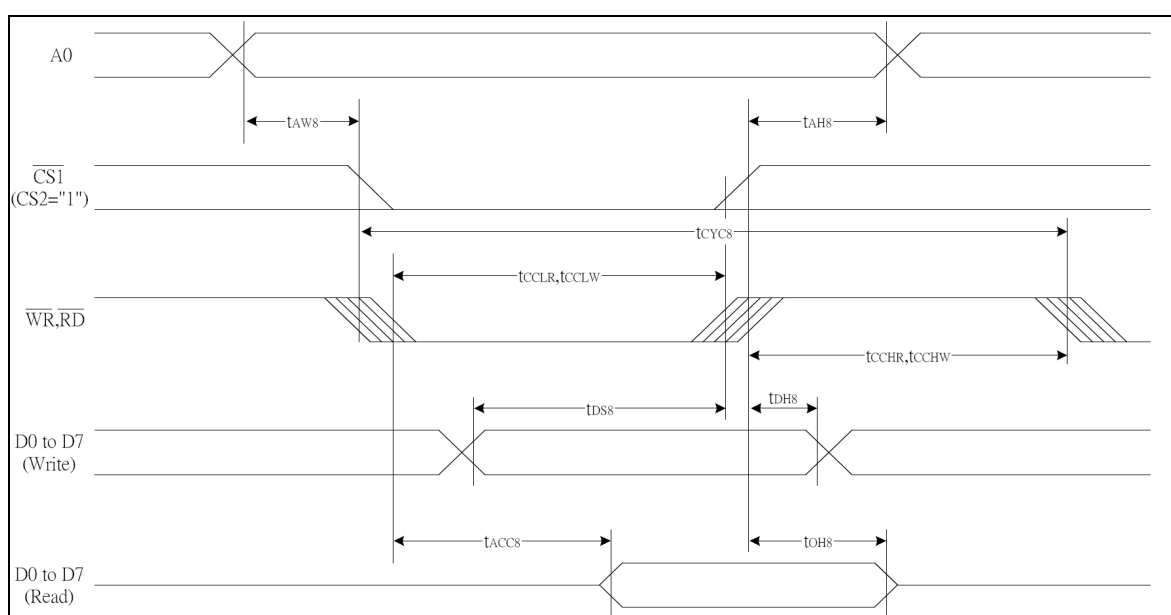 A0
tAW8
tAH8
CS1
(CS2="1")
tCYC8
tCCLR,tCCLW
WR,RD
tCCHR,tCCHW
tDS8
tDH8
D0 to D7
(Write)
tACC8
tOH8
D0 to D7
(Read)